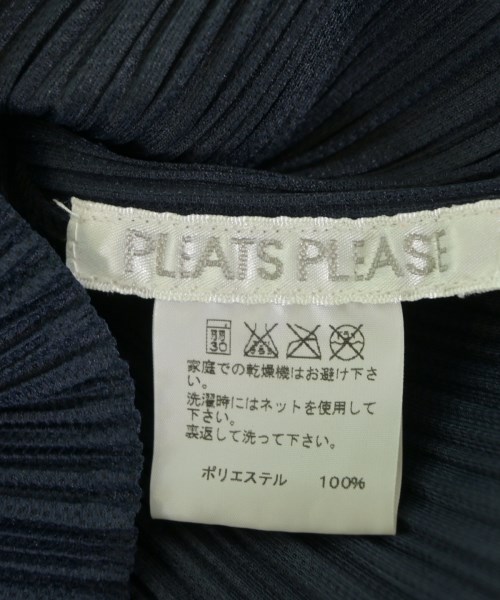 PLEATS PLEASE
30
家庭での乾燥機はお避け下さ
い。
洗濯時にはネットを使用して
下さい。
裏返して洗って下さい。
ポリエステル 100%